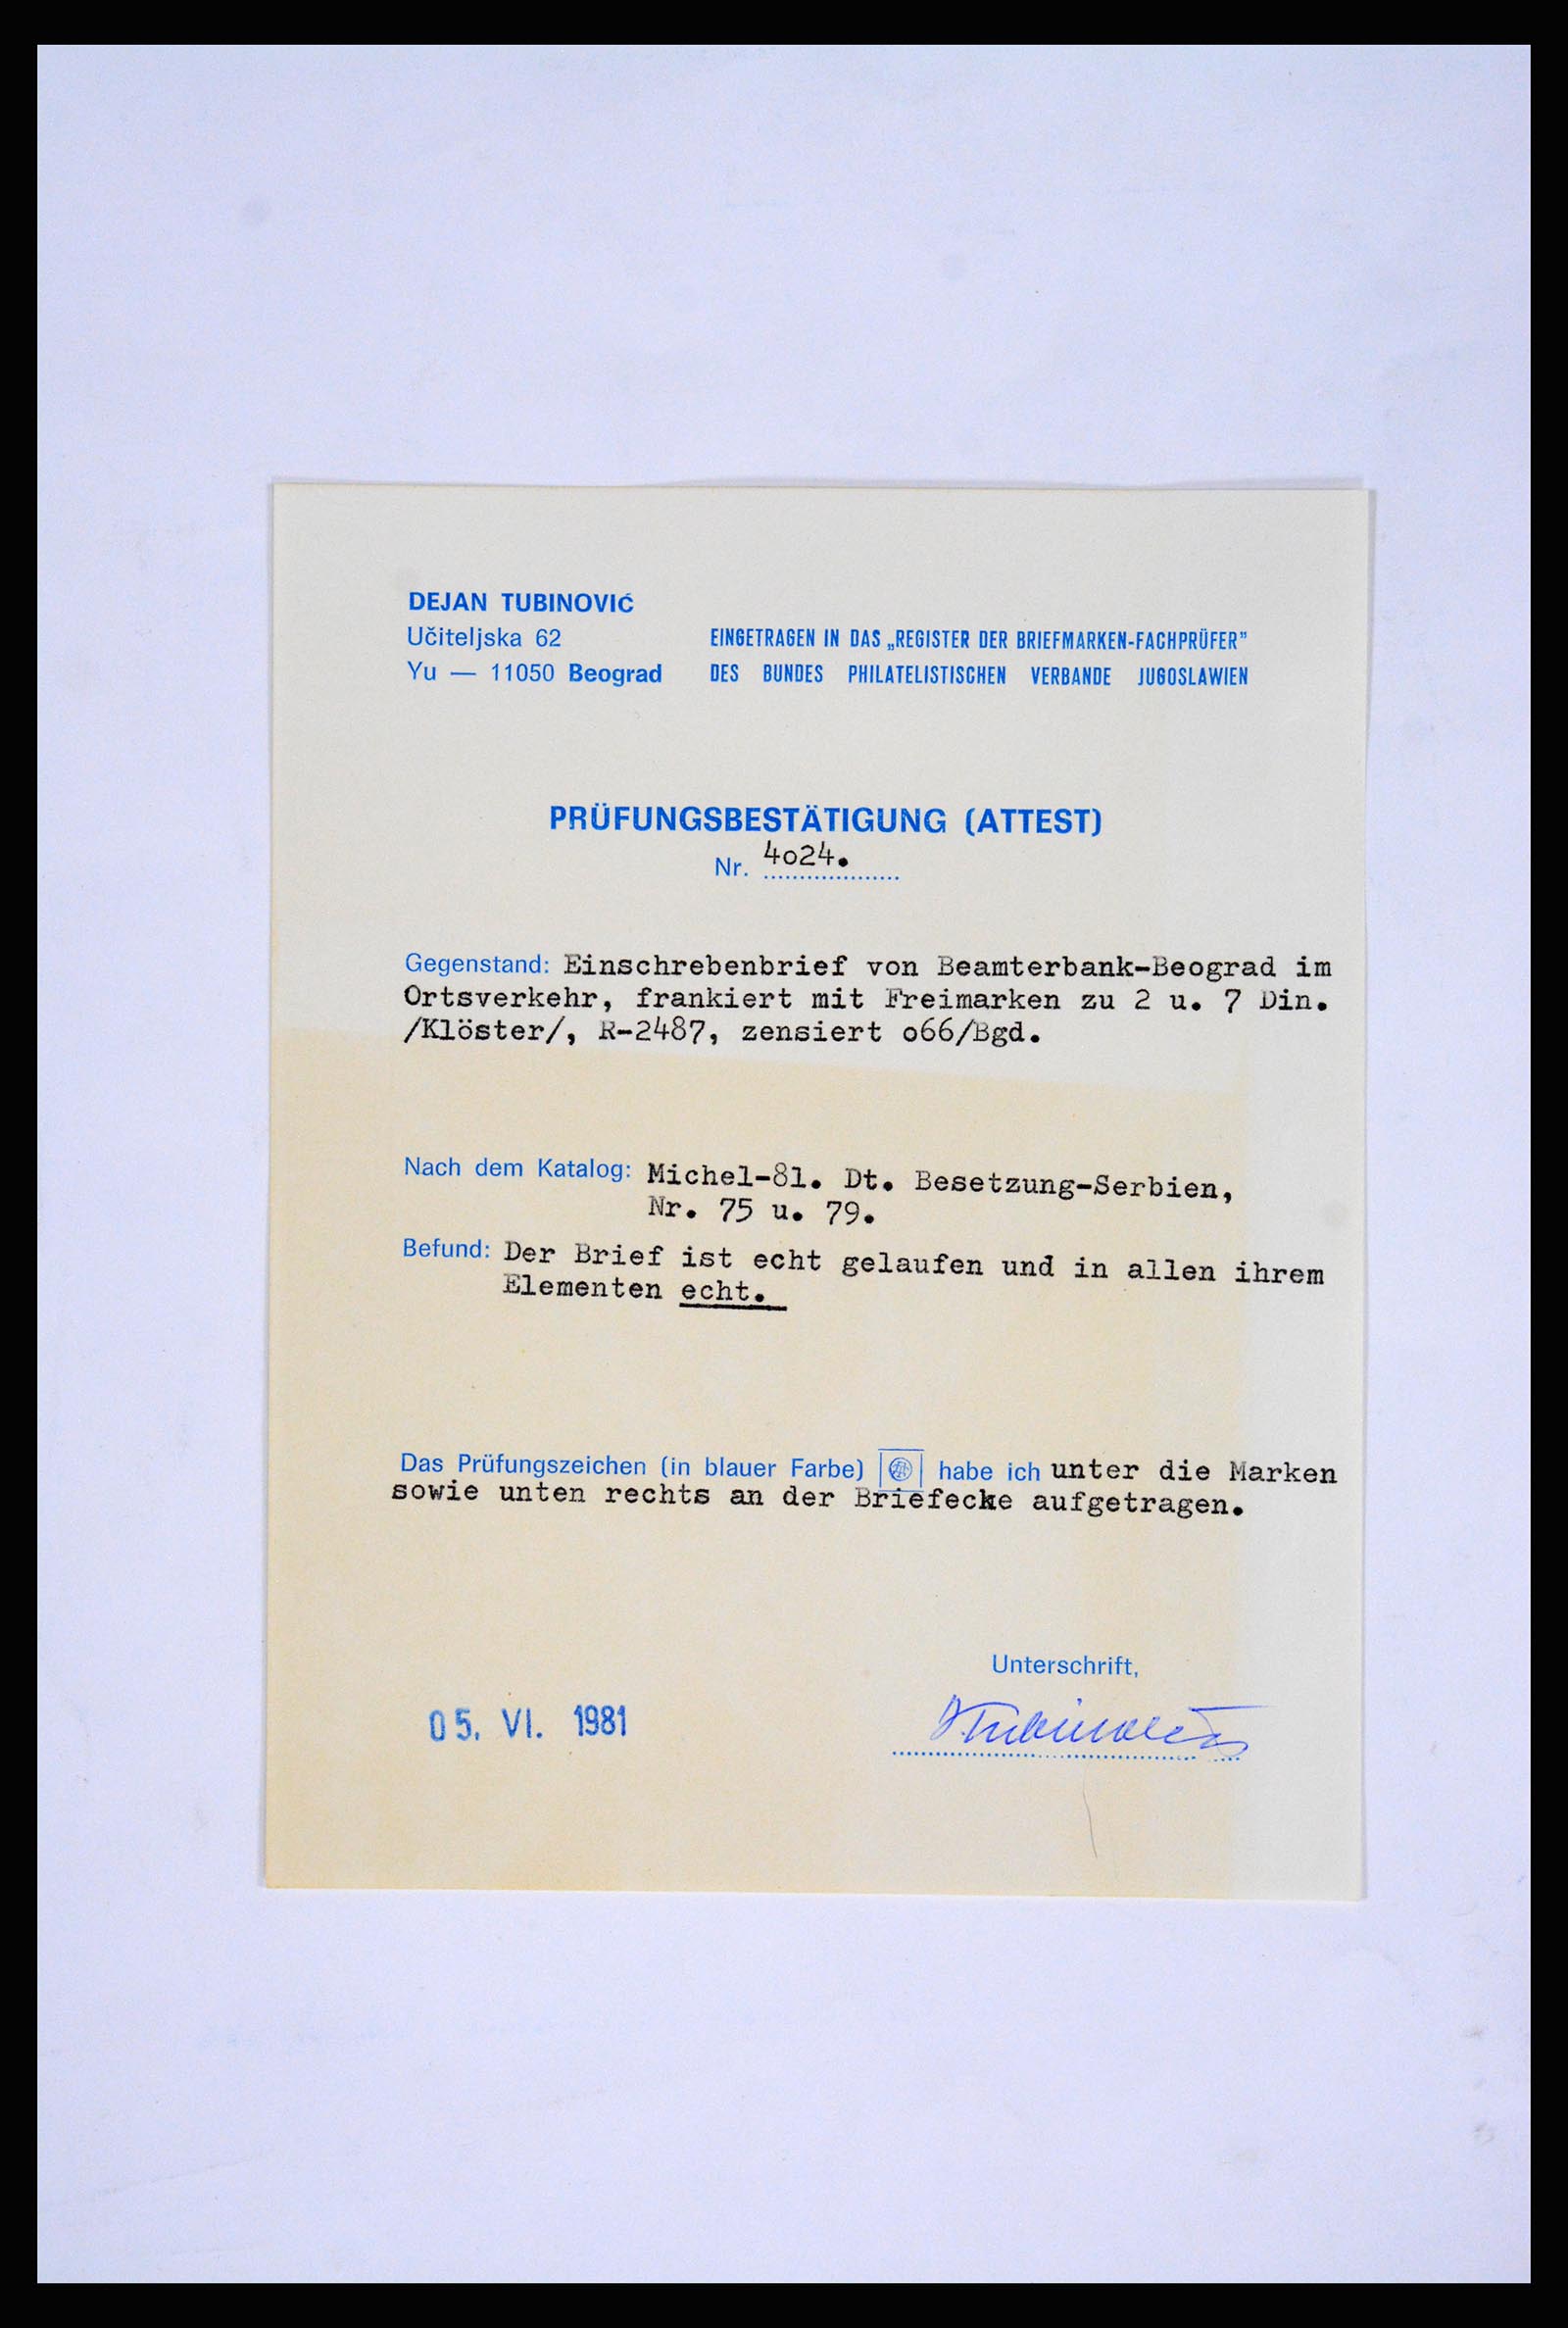 DEJAN TUBINOVIĆ
Učiteljska 62
Yu — 11050 Beograd
EINGETRAGEN IN DAS „REGISTER DER BRIEFMARKEN-FACHPRÜFER”
DES BUNDES PHILATELISTISCHEN VERBANDE JUGOSLAWIEN
PRÜFUNGSBESTÄTIGUNG (ATTEST)
Nr. 4o24.
Gegenstand: Einschrebenbrief von Beamterbank-Beograd im
Ortsverkehr, frankiert mit Freimarken zu 2 u. 7 Din.
/Klöster/, R-2487, zensiert o66/Bgd.
Nach dem Katalog: Michel-81. Dt. Besetzung-Serbien,
Nr. 75 u. 79.
Befund: Der Brief ist echt gelaufen und in allen ihrem
Elementen echt.
Das Prüfungszeichen (in blauer Farbe) habe ich unter die Marken
sowie unten rechts an der Briefecke aufgetragen.
Unterschrift,
05. VI. 1981